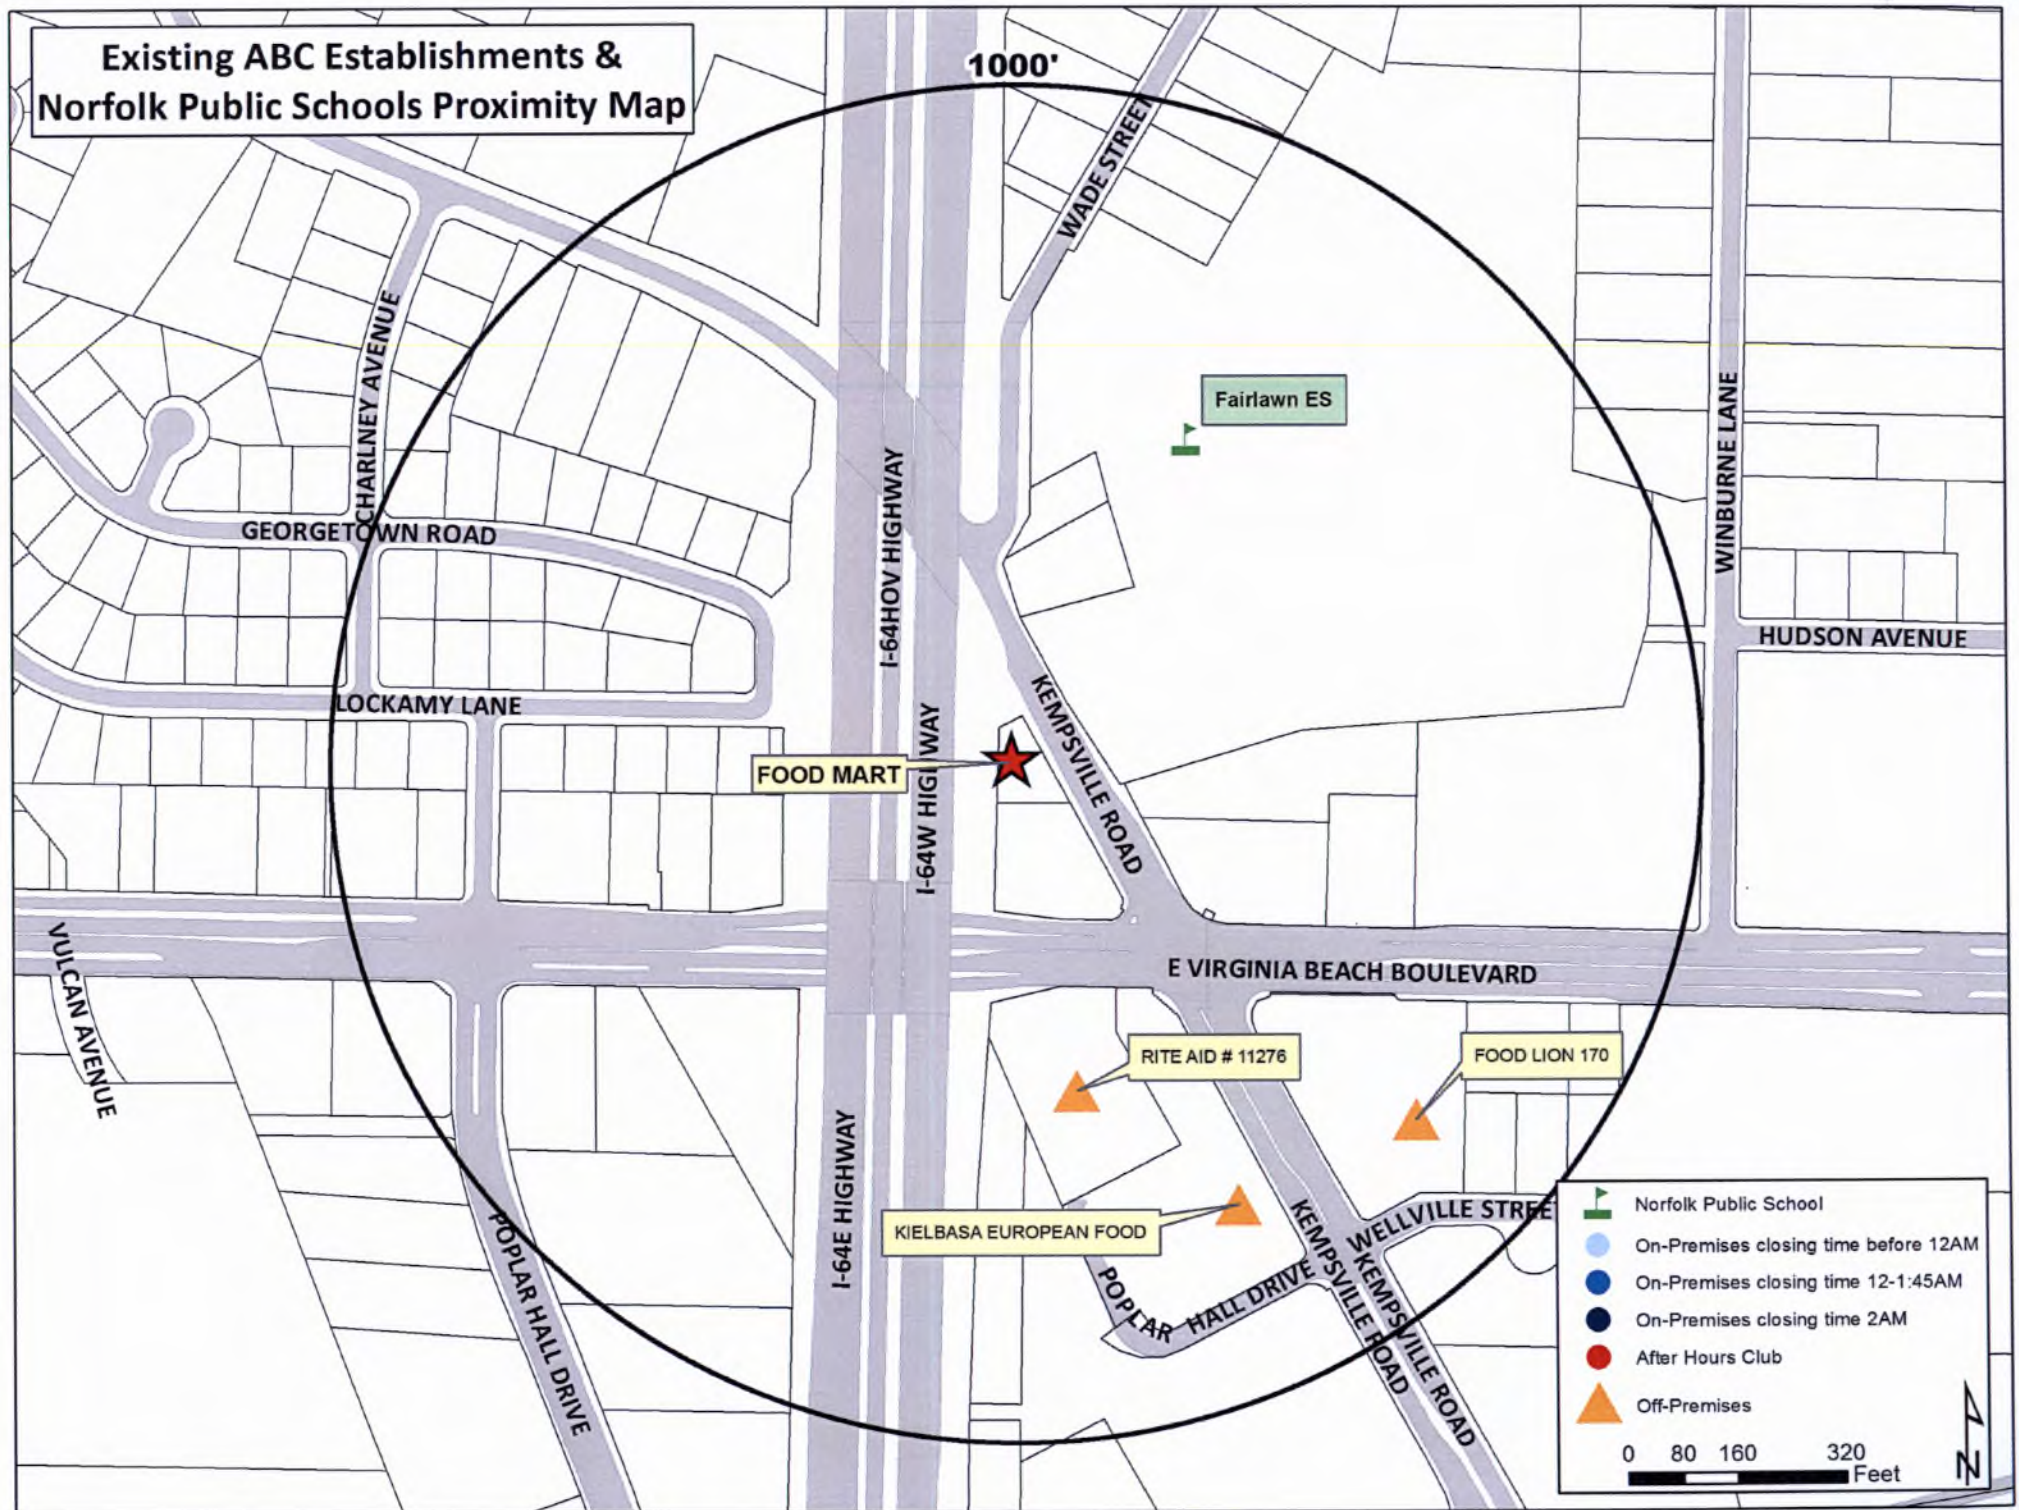 Existing ABC Establishments &
Norfolk Public Schools Proximity Map
1000'
WADE STREET
CHARLNEY AVENUE
Fairlawn ES
WINBURNE LANE
I-64HOV HIGHWAY
GEORGETOWN ROAD
HUDSON AVENUE
LOCKAMY LANE
KEMPSVILLE ROAD
I-64W HIGHWAY
FOOD MART
VULCAN AVENUE
E VIRGINIA BEACH BOULEVARD
RITE AID # 11276
FOOD LION 170
I-64E HIGHWAY
KIELBASA EUROPEAN FOOD
POPLAR HALL DRIVE
POPLAR HALL DRIVE
WELLVILLE STREE
KEMPSVILLE ROAD
KEMPSVILLE ROAD
Norfolk Public School
On-Premises closing time before 12AM
On-Premises closing time 12-1:45AM
On-Premises closing time 2AM
After Hours Club
Off-Premises
0 80 160 320
Feet
N